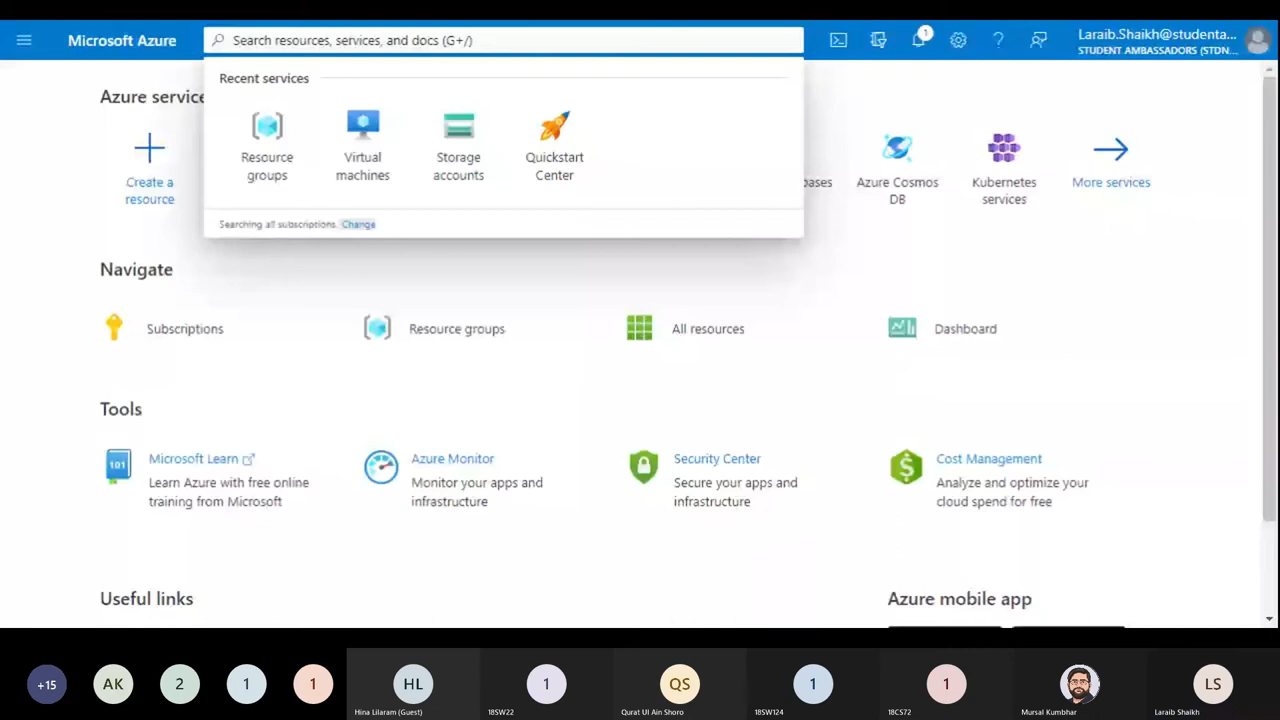 Microsoft Azure
Search resources, services, and docs (G+/)
1
Laraib.Shaikh@studenta...
STUDENT AMBASSADORS (STDN...
Recent services
Resource groups
Virtual machines
Storage accounts
Quickstart Center
Searching all subscriptions. Change
Azure service
Create a resource
bases
Azure Cosmos DB
Kubernetes services
More services
Navigate
Subscriptions
Resource groups
All resources
Dashboard
Tools
101
Microsoft Learn
Learn Azure with free online
training from Microsoft
Azure Monitor
Monitor your apps and
infrastructure
Security Center
Secure your apps and
infrastructure
Cost Management
Analyze and optimize your
cloud spend for free
Useful links
Azure mobile app
+15
AK
2
1
1
HL
Hina Lilaram (Guest)
1
18SW22
QS
Qurat Ul Ain Shoro
1
18SW124
1
18CS72
Mursal Kumbhar
LS
Laraib Shaikh